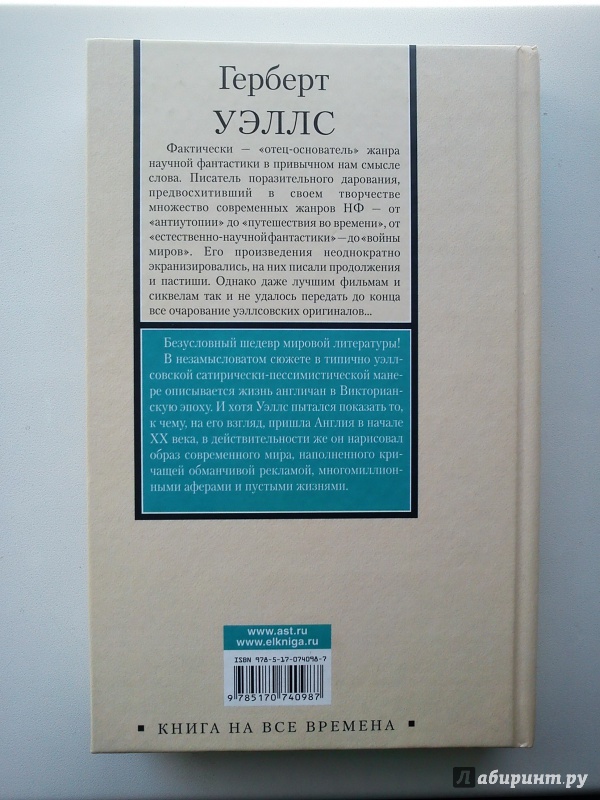 Герберт
УЭЛЛС
Фактически — «отец-основатель» жанра
научной фантастики в привычном нам смысле
слова. Писатель поразительного дарования,
предвосхитивший в своем творчестве
множество современных жанров НФ — от
«антиутопии» до «путешествия во времени», от
«естественно-научной фантастики» — до «войны
миров». Его произведения неоднократно
экранизировались, на них писали продолжения
и пастиши. Однако даже лучшим фильмам и
сиквелам так и не удалось передать до конца
все очарование уэллсовских оригиналов...
Безусловный шедевр мировой литературы!
В незамысловатом сюжете в типично уэлл-
совской сатирически-пессимистической мане-
ре описывается жизнь англичан в Викториан-
скую эпоху. И хотя Уэллс пытался показать то,
к чему, на его взгляд, пришла Англия в начале
XX века, в действительности же он нарисовал
образ современного мира, наполненного кри-
чащей обманчивой рекламой, многомиллион-
ными аферами и пустыми жизнями.
www.ast.ru
www.elkniga.ru
ISBN 978-5-17-074098-7
9 785170 740987
▪ КНИГА НА ВСЕ ВРЕМЕНА ▪
Лабиринт.ру